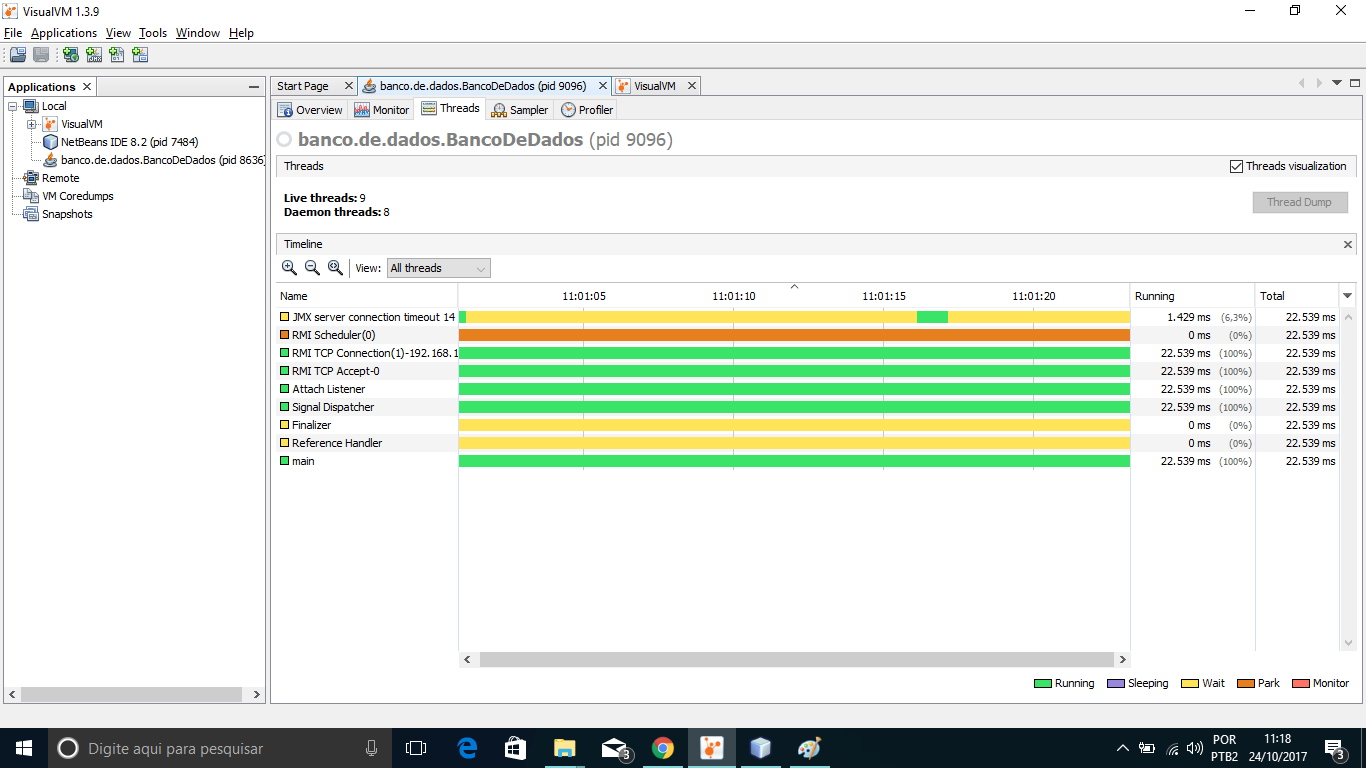 VisualVM 1.3.9
File Applications View Tools Window Help
Applications
Local
VisualVM
NetBeans IDE 8.2 (pid 7484)
banco.de.dados.BancoDeDados (pid 8636)
Remote
VM Coredumps
Snapshots
Start Page banco.de.dados.BancoDeDados (pid 9096) VisualVM
Overview Monitor Threads Sampler Profiler
banco.de.dados.BancoDeDados (pid 9096)
Threads Threads visualization
Live threads: 9
Daemon threads: 8
Thread Dump
Timeline
View: All threads
Name 11:01:05 11:01:10 11:01:15 11:01:20 Running Total
JMX server connection timeout 14 1.429 ms (6,3%) 22.539 ms
RMI Scheduler(0) 0 ms (0%) 22.539 ms
RMI TCP Connection(1)-192.168.1 22.539 ms (100%) 22.539 ms
RMI TCP Accept-0 22.539 ms (100%) 22.539 ms
Attach Listener 22.539 ms (100%) 22.539 ms
Signal Dispatcher 22.539 ms (100%) 22.539 ms
Finalizer 0 ms (0%) 22.539 ms
Reference Handler 0 ms (0%) 22.539 ms
main 22.539 ms (100%) 22.539 ms
Running Sleeping Wait Park Monitor
Digite aqui para pesquisar
3
POR
PTB2
11:18
24/10/2017
3